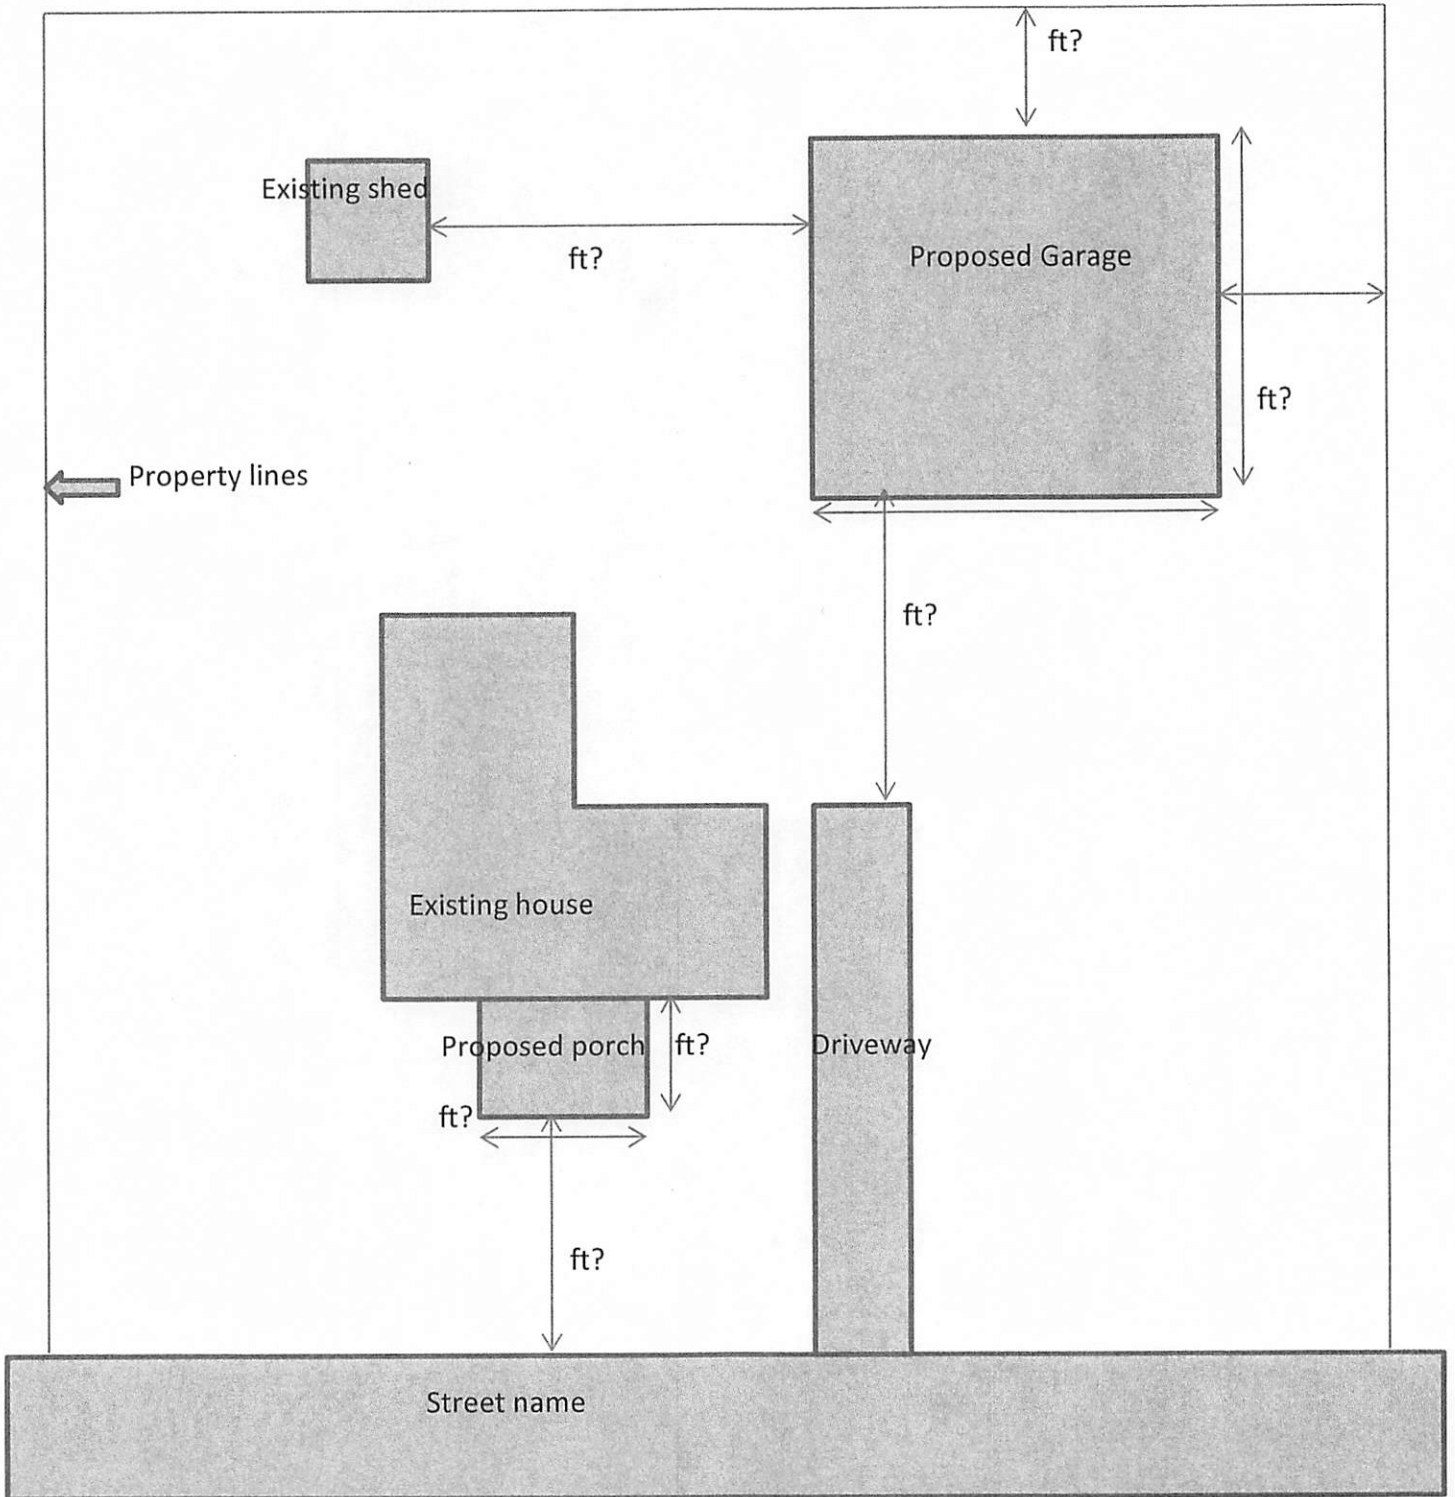 ft?
Existing shed
ft?
Proposed Garage
ft?
Property lines
ft?
Existing house
Proposed porch
ft?
Driveway
ft?
ft?
Street name